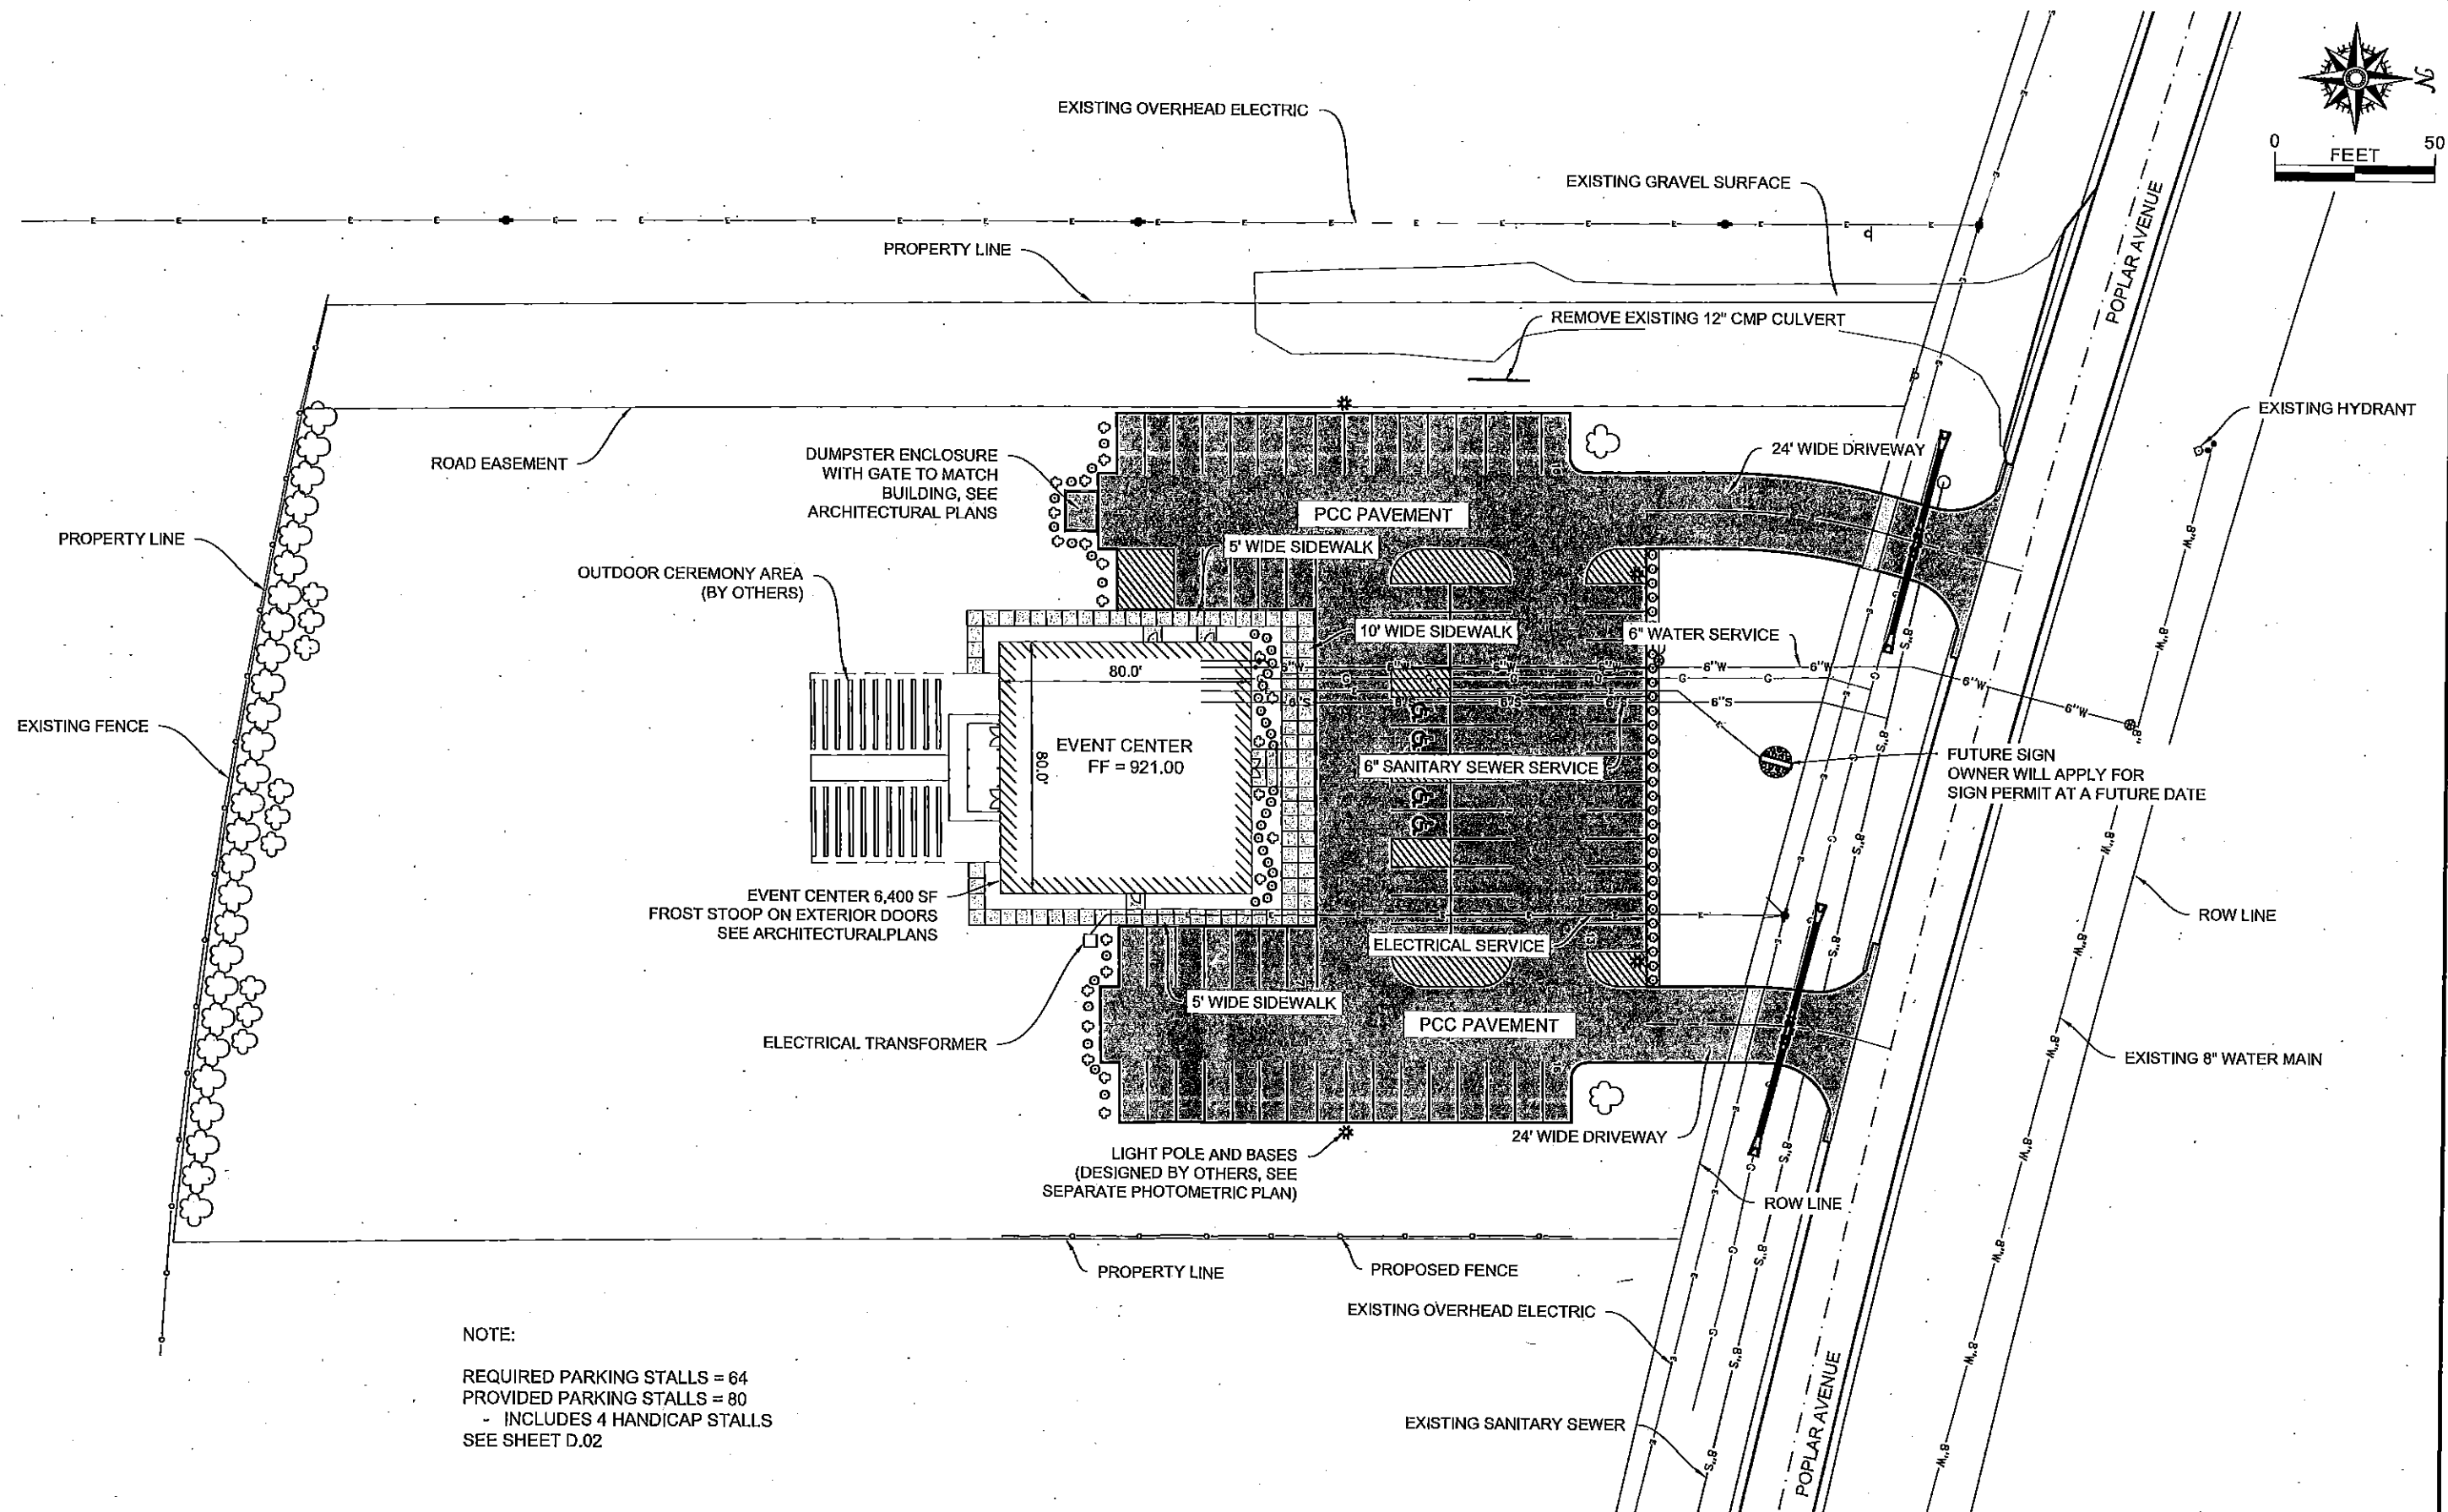 N
0 50
FEET
EXISTING OVERHEAD ELECTRIC
EXISTING GRAVEL SURFACE
POPLAR AVENUE
PROPERTY LINE
REMOVE EXISTING 12" CMP CULVERT
EXISTING HYDRANT
ROAD EASEMENT
DUMPSTER ENCLOSURE
WITH GATE TO MATCH
BUILDING, SEE
ARCHITECTURAL PLANS
24' WIDE DRIVEWAY
PCC PAVEMENT
PROPERTY LINE
5' WIDE SIDEWALK
OUTDOOR CEREMONY AREA
(BY OTHERS)
10' WIDE SIDEWALK
6" WATER SERVICE
80.0'
80.0'
EXISTING FENCE
EVENT CENTER
FF = 921.00
6" SANITARY SEWER SERVICE
FUTURE SIGN
OWNER WILL APPLY FOR
SIGN PERMIT AT A FUTURE DATE
EVENT CENTER 6,400 SF
FROST STOOP ON EXTERIOR DOORS
SEE ARCHITECTURALPLANS
ROW LINE
ELECTRICAL SERVICE
5' WIDE SIDEWALK
PCC PAVEMENT
ELECTRICAL TRANSFORMER
EXISTING 8" WATER MAIN
24' WIDE DRIVEWAY
LIGHT POLE AND BASES
(DESIGNED BY OTHERS, SEE
SEPARATE PHOTOMETRIC PLAN)
ROW LINE
PROPERTY LINE
PROPOSED FENCE
EXISTING OVERHEAD ELECTRIC
NOTE:
REQUIRED PARKING STALLS = 64
PROVIDED PARKING STALLS = 80
- INCLUDES 4 HANDICAP STALLS
SEE SHEET D.02
EXISTING SANITARY SEWER
POPLAR AVENUE